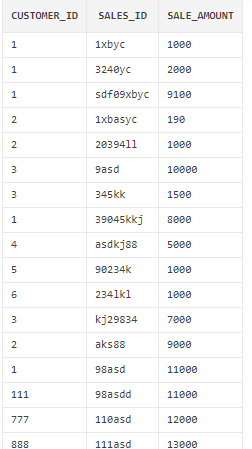 CUSTOMER_ID SALES_ID SALE_AMOUNT
1 1xbyc 1000
1 3240yc 2000
1 sdf09xbyc 9100
2 1xbasyc 190
2 20394ll 1000
3 9asd 10000
3 345kk 1500
1 39045kkj 8000
4 asdkj88 5000
5 90234k 1000
6 234lkl 1000
3 kj29834 7000
2 aks88 9000
1 98asd 11000
111 98asdd 11000
777 110asd 12000
888 111asd 13000